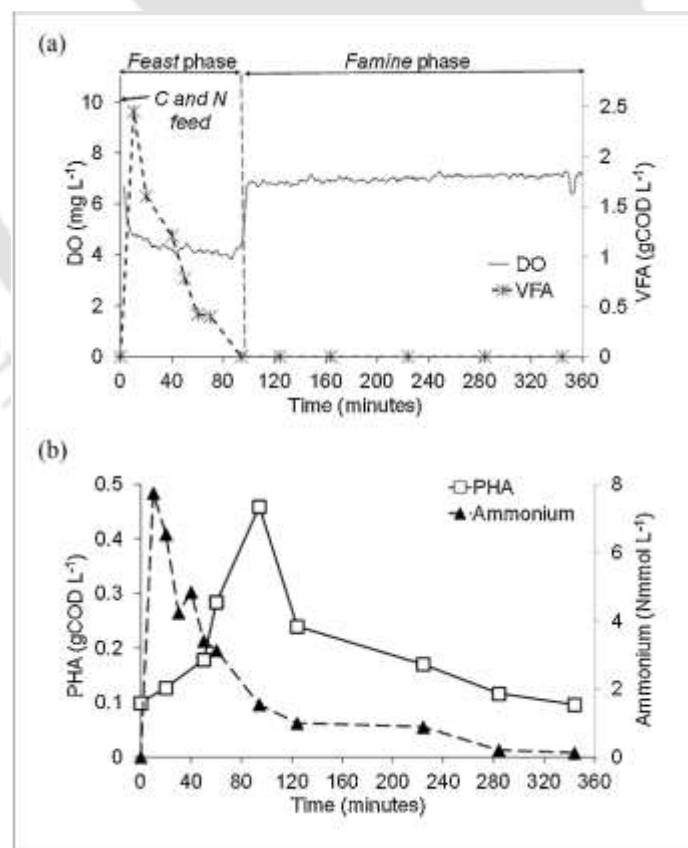 (a)
Feast phase
Famine phase
C and N
feed
10
8
6
4
2
0
2.5
2
1.5
1
0.5
0
DO (mg L-1)
VFA (gCOD L-1)
DO
VFA
0 40 80 120 160 200 240 280 320 360
Time (minutes)
(b)
PHA
Ammonium
0.5
0.4
0.3
0.2
0.1
0
8
6
4
2
0
PHA (gCOD L-1)
Ammonium (Nmmol L-1)
0 40 80 120 160 200 240 280 320 360
Time (minutes)